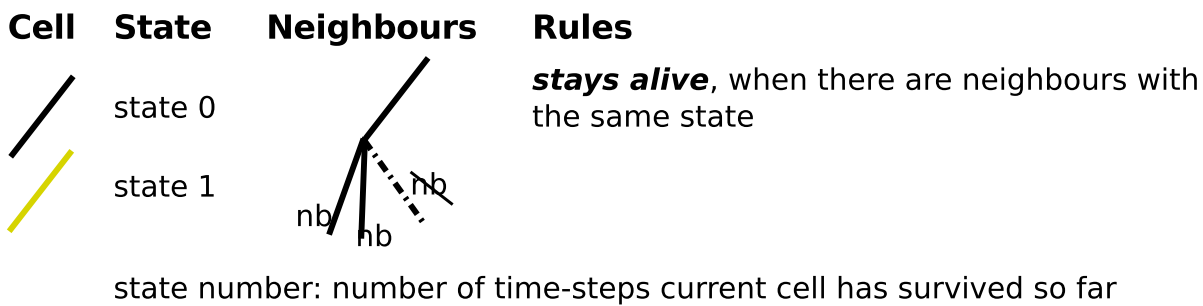 Cell State Neighbours Rules
stays alive, when there are neighbours with
the same state
state 0
state 1
nb
nb
nb
state number: number of time-steps current cell has survived so far